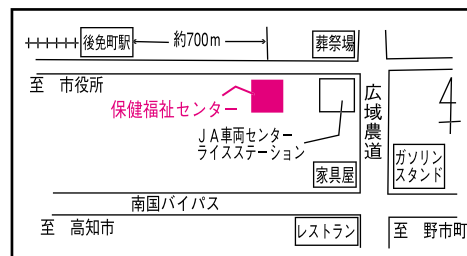 後免町駅
約700m
葬祭場
至 市役所
保健福祉センター
JA車両センター
ライスステーション
広域農道
家具屋
ガソリン
スタンド
南国バイパス
至 高知市
レストラン
至 野市町